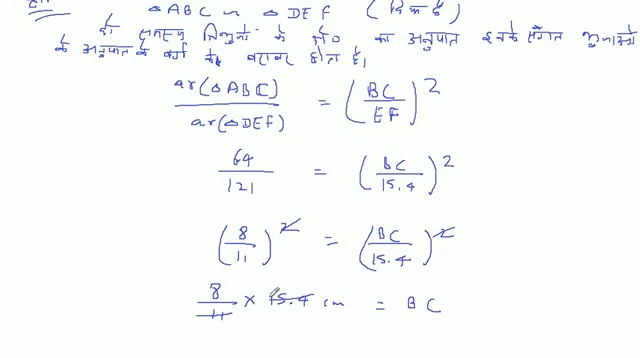 हल △ABC ~ △DEF (दिया है)
दो समरूप त्रिभुजों के क्षे० का अनुपात इनके संगत भुजाओं
के अनुपात के वर्ग के बराबर होता है।
ar(△ABC) / ar(△DEF) = (BC / EF)²
64 / 121 = (BC / 15.4)²
(8 / 11)² = (BC / 15.4)²
8 / 11 × 15.4 cm = BC